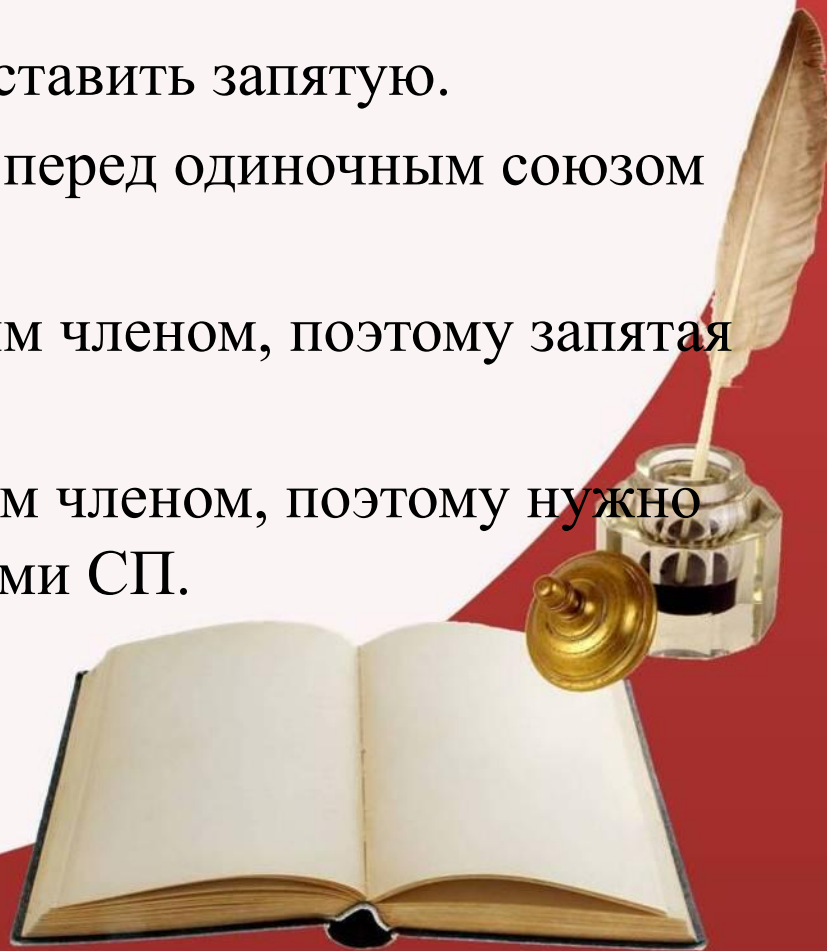 ставить запятую.
перед одиночным союзом
м членом, поэтому запятая
м членом, поэтому нужно
ми СП.